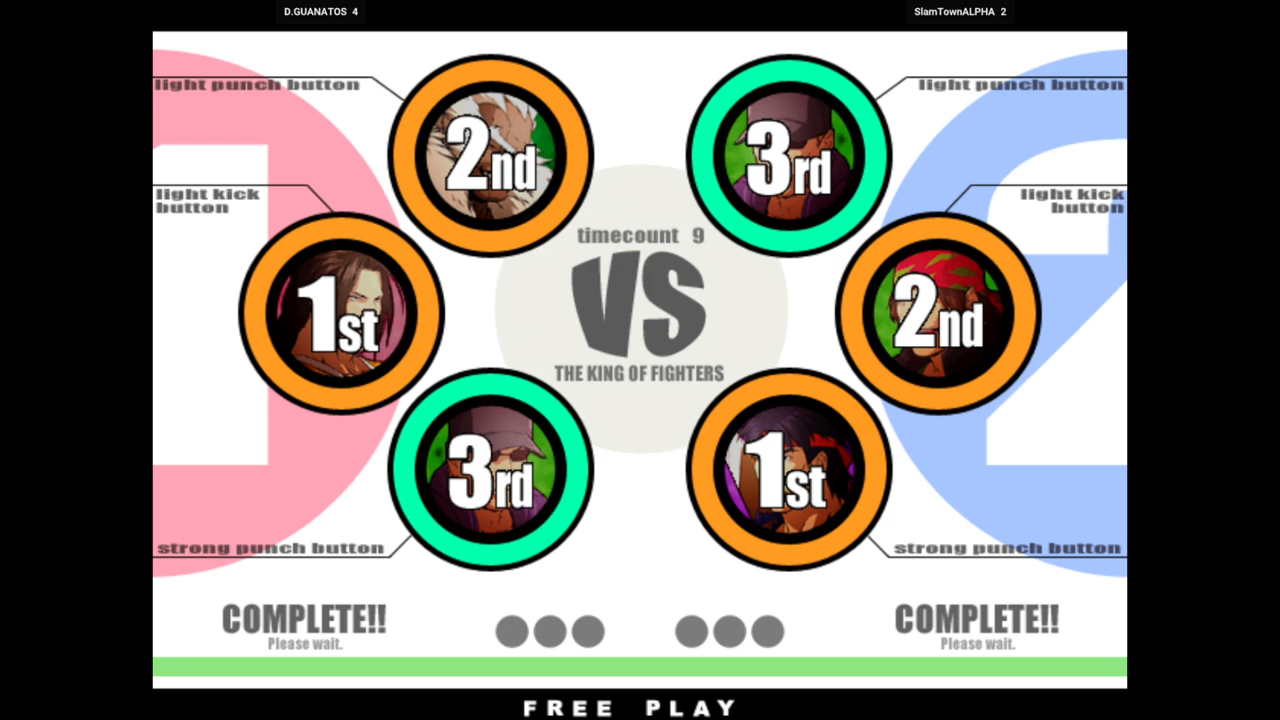 D.GUANATOS 4
SlamTownALPHA 2
light punch button
light punch button
2nd
3rd
light kick
button
light kick
button
timecount 9
VS
THE KING OF FIGHTERS
1st
2nd
3rd
1st
strong punch button
strong punch button
COMPLETE!!
Please wait.
COMPLETE!!
Please wait.
1
2
FREE PLAY